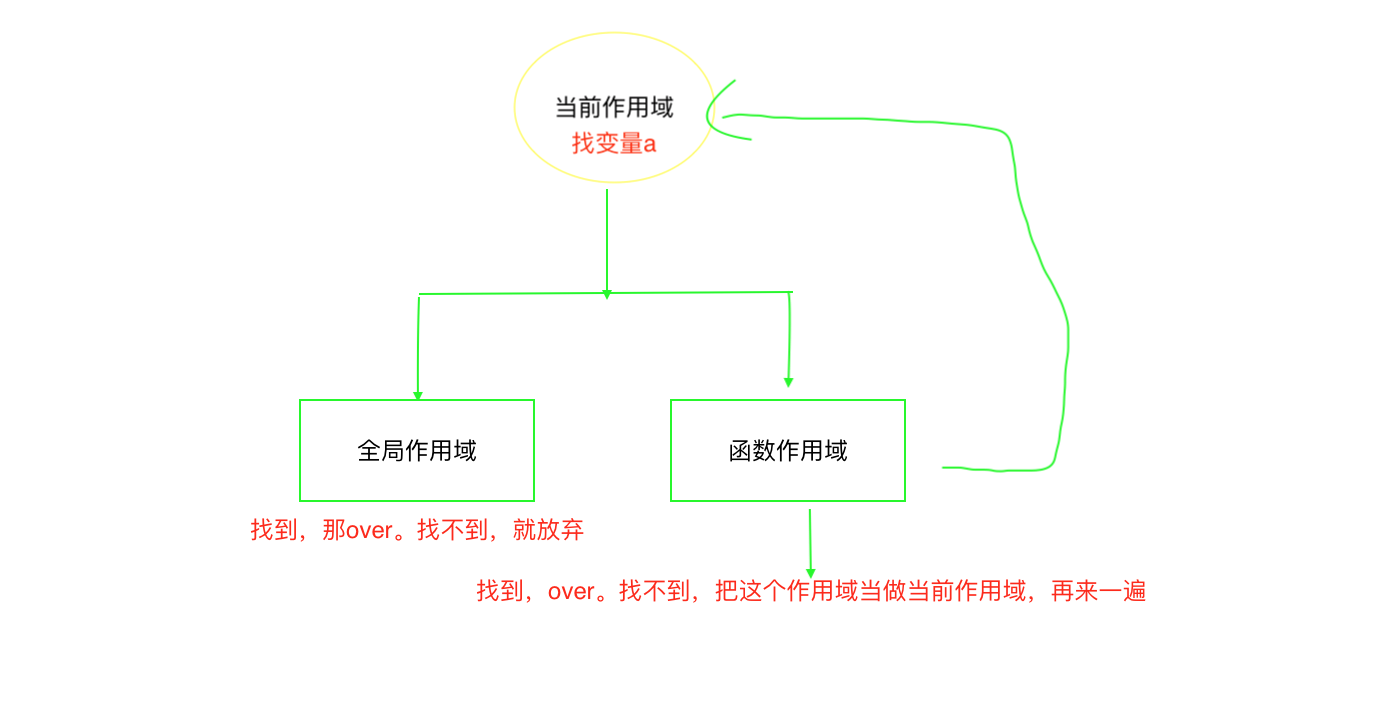 当前作用域
找变量a
全局作用域
函数作用域
找到，那over。找不到，就放弃
找到，over。找不到，把这个作用域当做当前作用域，再来一遍